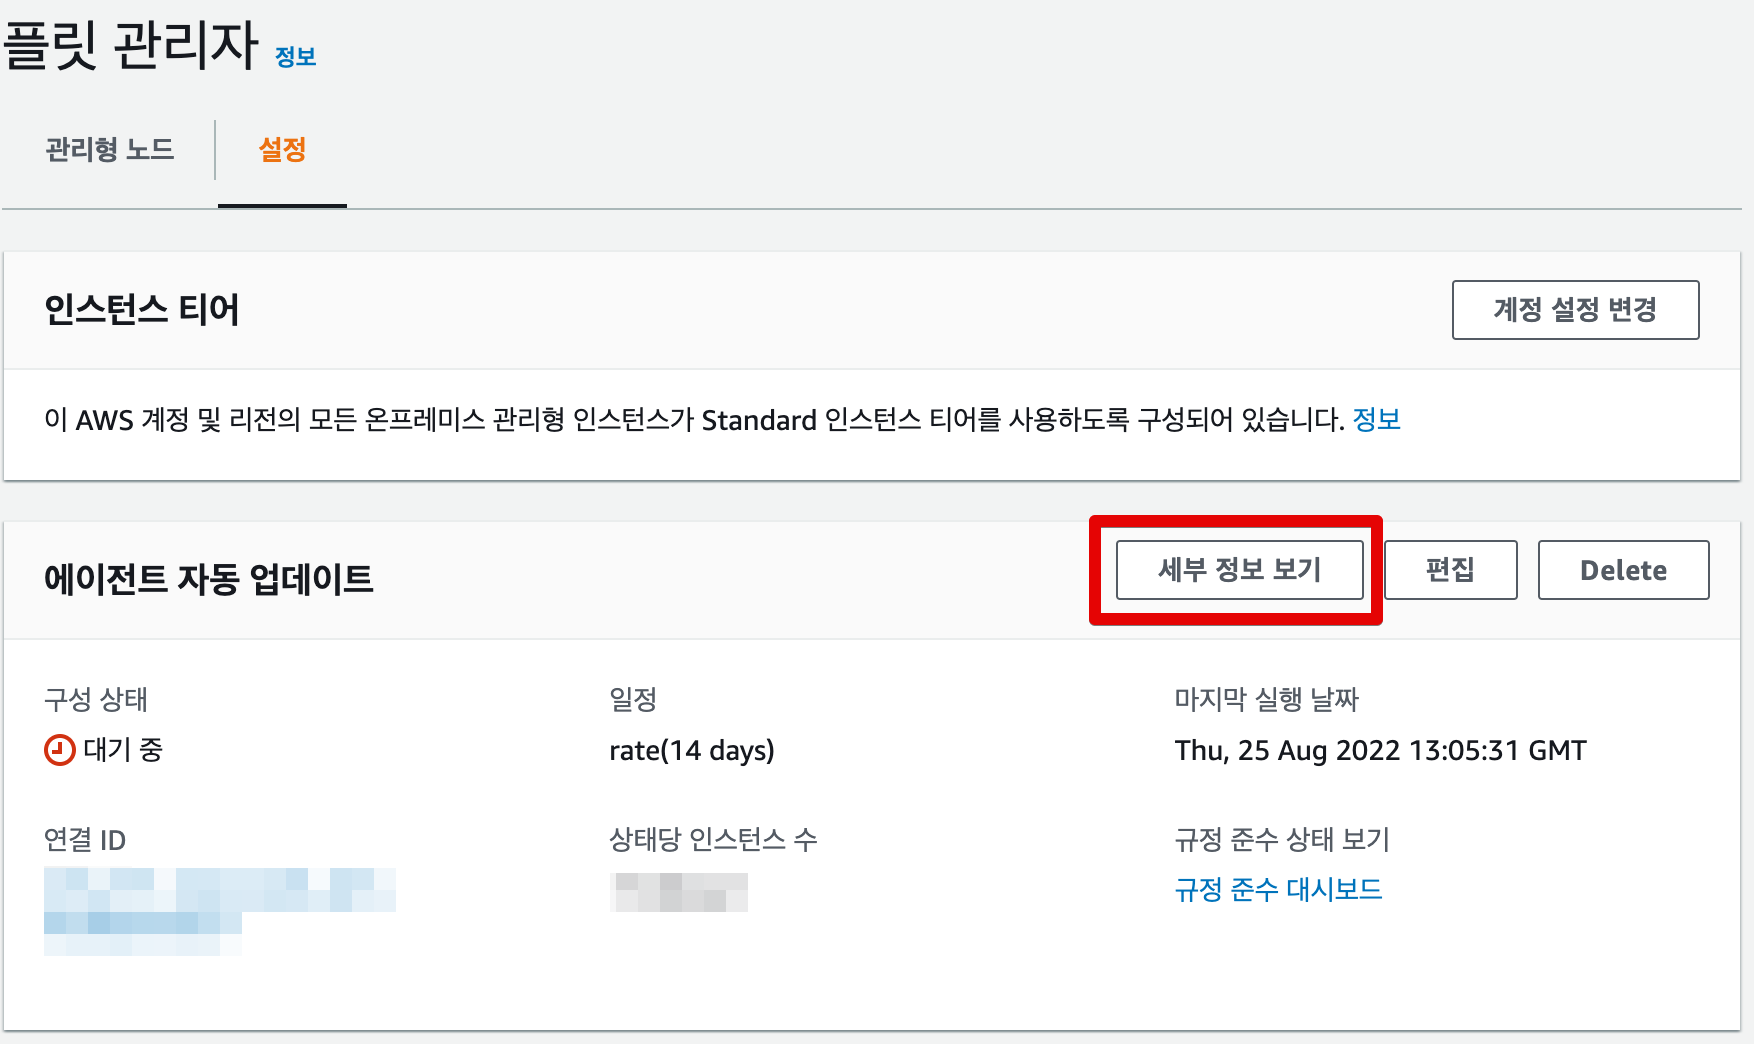 플릿 관리자 정보
관리형 노드 설정
인스턴스 티어 계정 설정 변경
이 AWS 계정 및 리전의 모든 온프레미스 관리형 인스턴스가 Standard 인스턴스 티어를 사용하도록 구성되어 있습니다. 정보
에이전트 자동 업데이트 세부 정보 보기 편집 Delete
구성 상태 일정 마지막 실행 날짜
대기 중 rate(14 days) Thu, 25 Aug 2022 13:05:31 GMT
연결 ID 상태당 인스턴스 수 규정 준수 상태 보기
규정 준수 대시보드